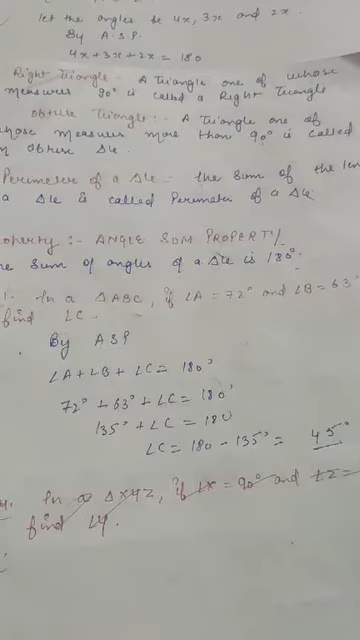 let the angles be 4x, 3x and 2x.
By A.S.P.
4x+3x+2x = 180
Right Triangle - A Triangle one of whose
measures 90° is called a Right Triangle
Obtuse Triangle:- A Triangle one of
whose measures more than 90° is called
obtuse Δle.
Perimeter of a Δle:- The sum of the len
a Δle is called Perimeter of a Δle.
operty:- ANGLE SUM PROPERTY
sum of angles of a Δle is 180°.
In a ΔABC, if ∠A = 72° and ∠B = 63°
find ∠C.
By ASP
∠A+∠B+∠C = 180°
72° + 63° + ∠C = 180°
135° + ∠C = 180
∠C = 180 - 135° = 45°
In a ΔXYZ, if ∠X = 90° and ∠Z =
find ∠Y.